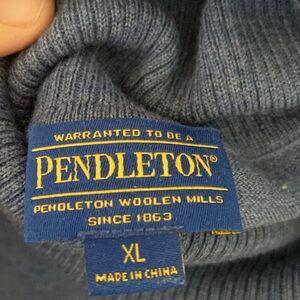 WARRANTED TO BE A
PENDLETON®
PENDLETON WOOLEN MILLS
SINCE 1863
XL
MADE IN CHINA